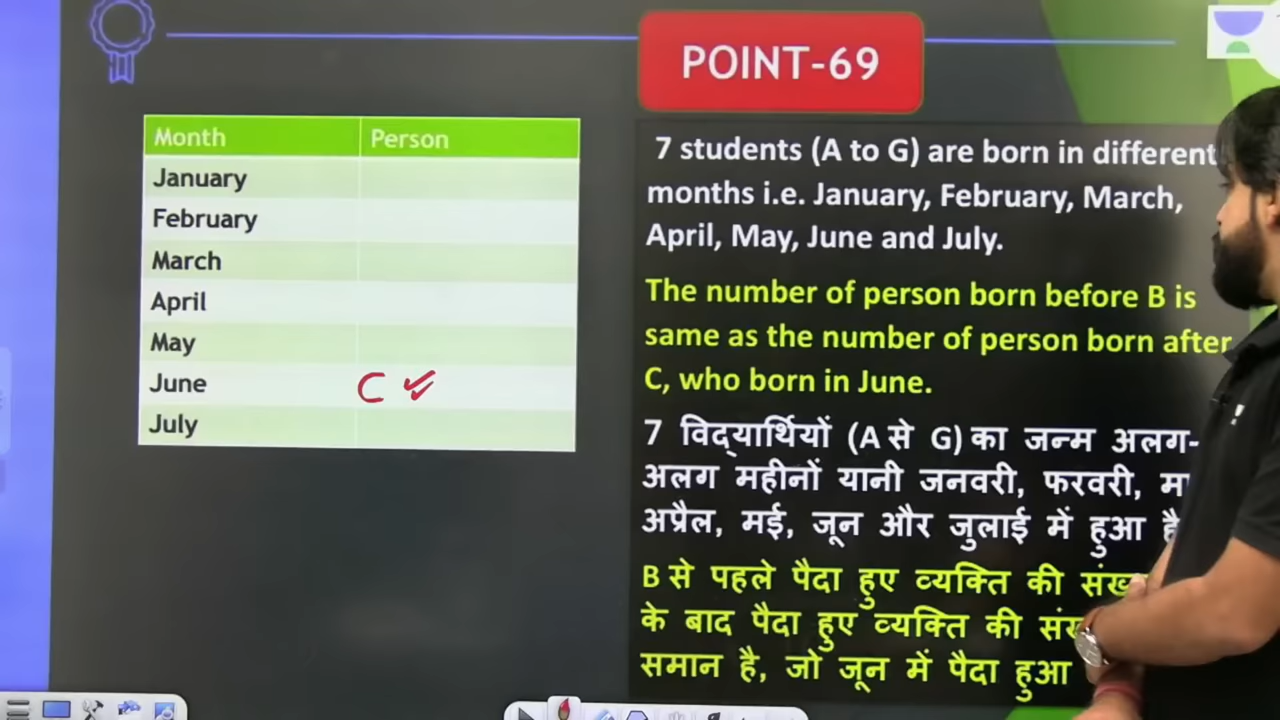 POINT-69
Month Person
January
February
March
April
May
June C
July
7 students (A to G) are born in different
months i.e. January, February, March,
April, May, June and July.
The number of person born before B is
same as the number of person born after
C, who born in June.
7 विद्यार्थियों (A से G) का जन्म अलग-
अलग महीनों यानी जनवरी, फरवरी,
अप्रैल, मई, जून और जुलाई में हुआ
B से पहले पैदा हुए व्यक्ति की
के बाद पैदा हुए व्यक्ति की
समान है, जो जून में पैदा हुआ